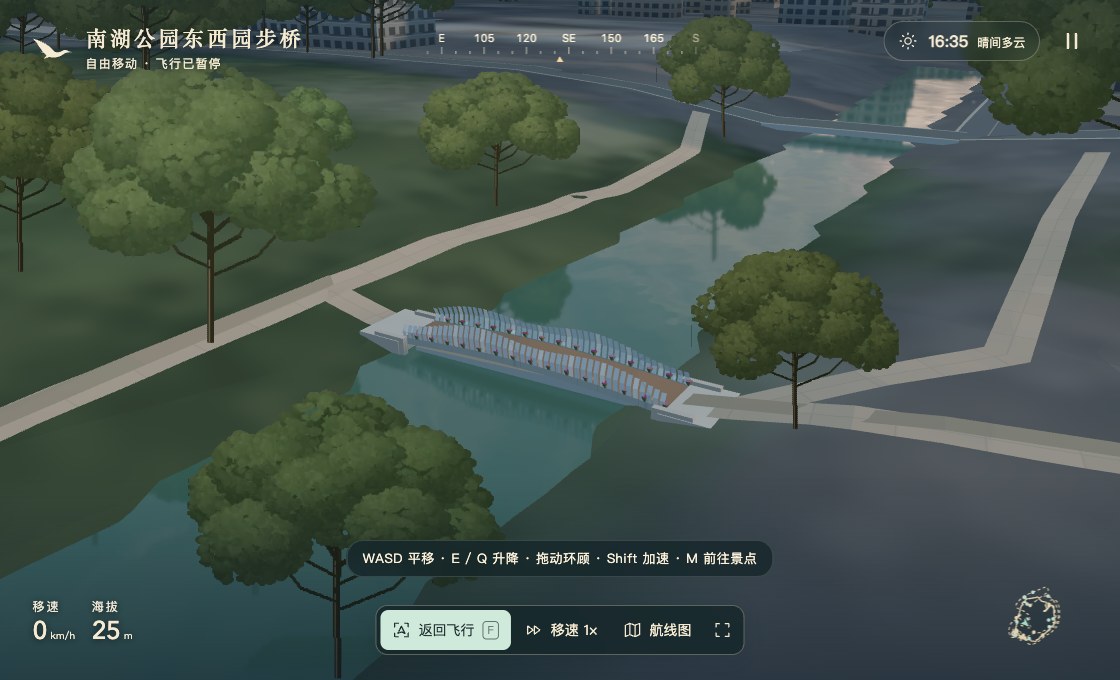 南湖公园东西园步桥
自由移动 · 飞行已暂停
E 105 120 SE 150 165 S
16:35 晴间多云
WASD 平移 · E / Q 升降 · 拖动环顾 · Shift 加速 · M 前往景点
移速 海拔
0 km/h 25 m
返回飞行 F 移速 1x 航线图